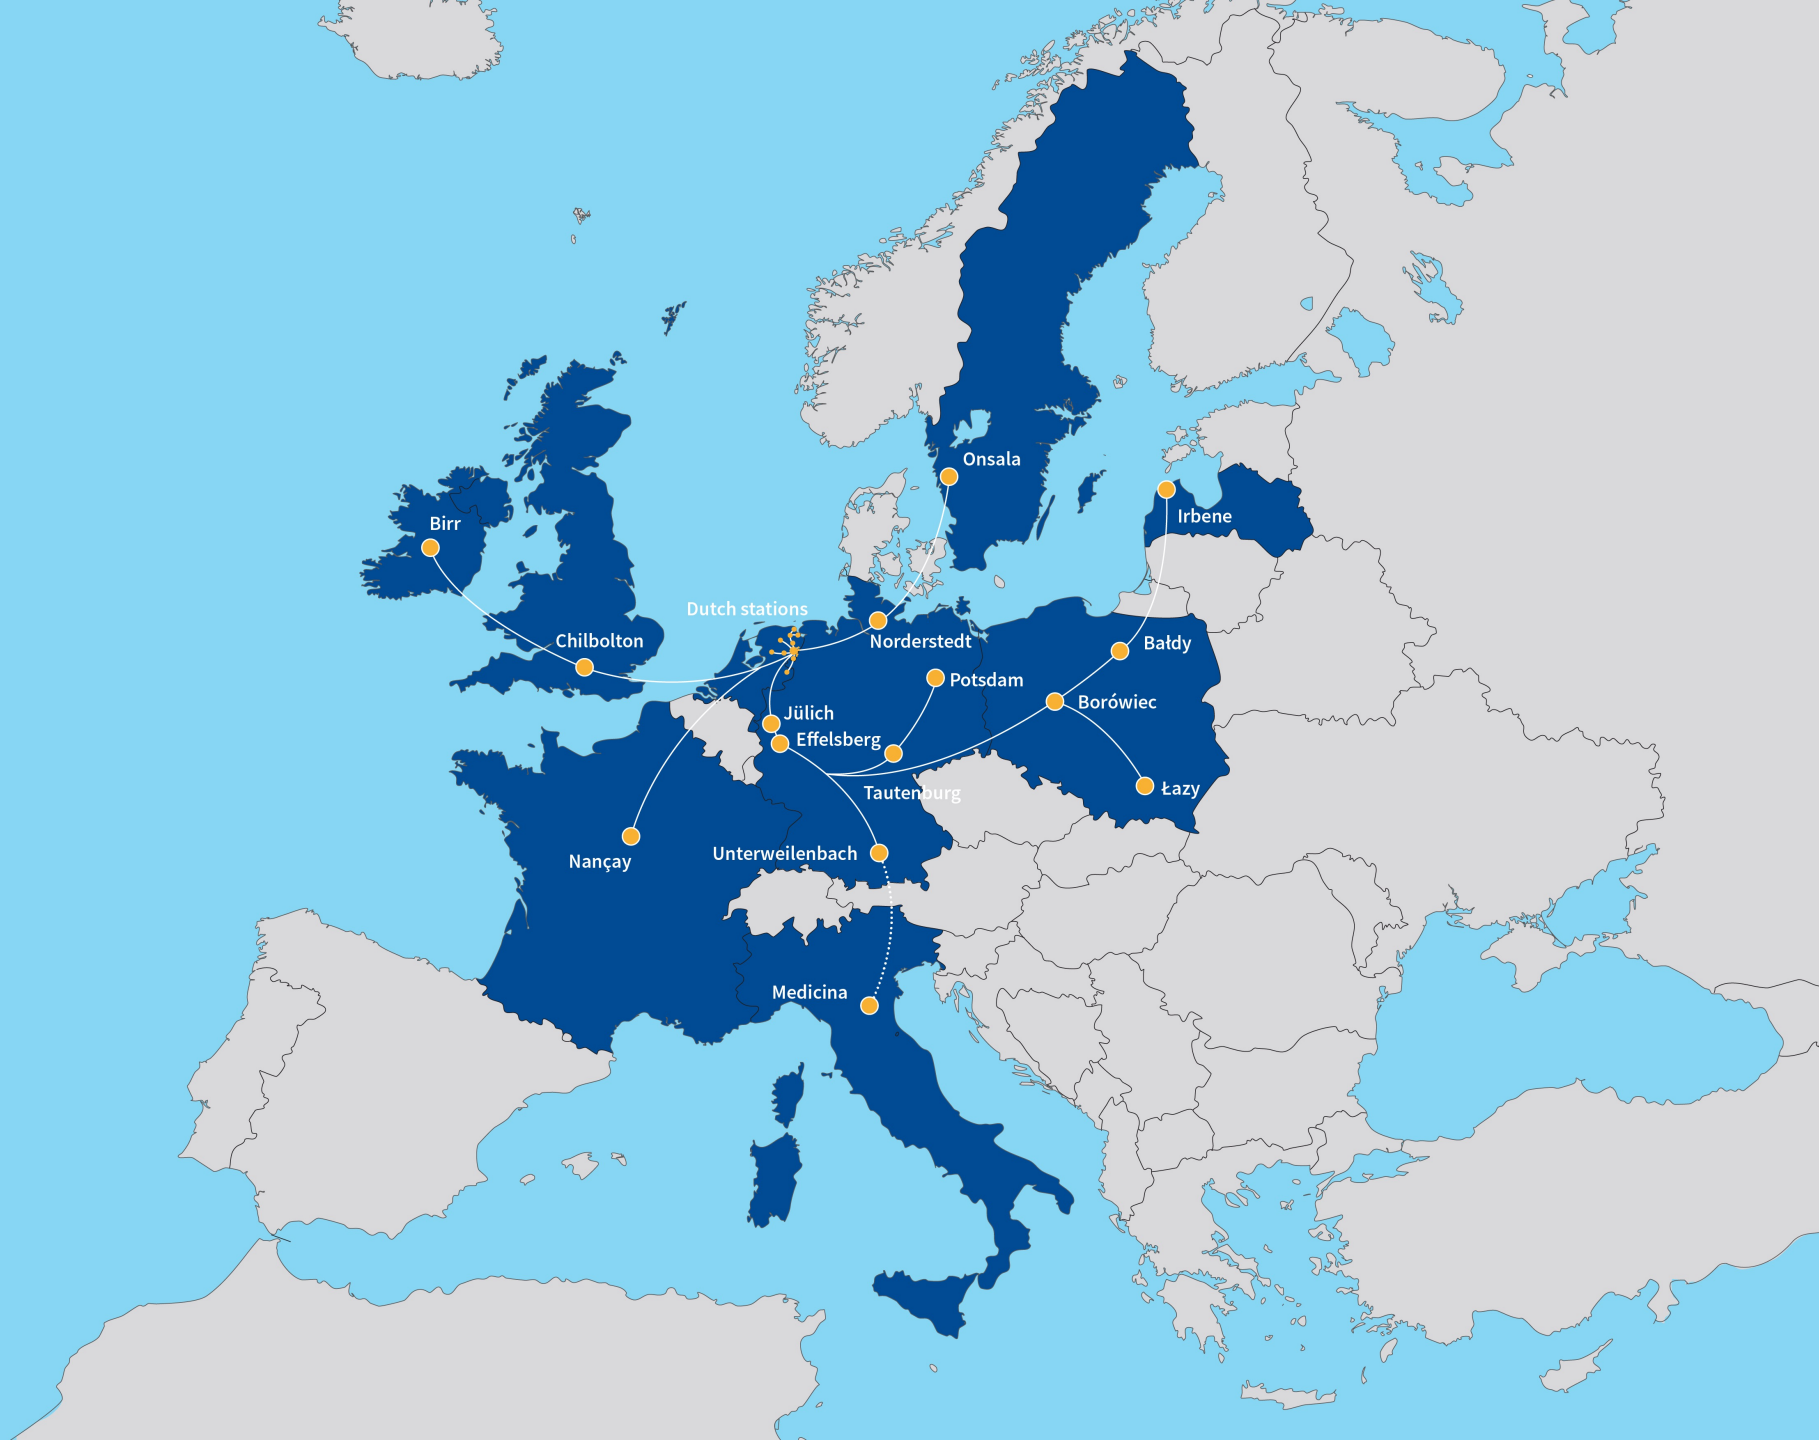 Onsala
Irbene
Birr
Dutch stations
Chilbolton
Norderstedt
Bałdy
Potsdam
Borówiec
Jülich
Effelsberg
Łazy
Tautenburg
Unterweilenbach
Nançay
Medicina